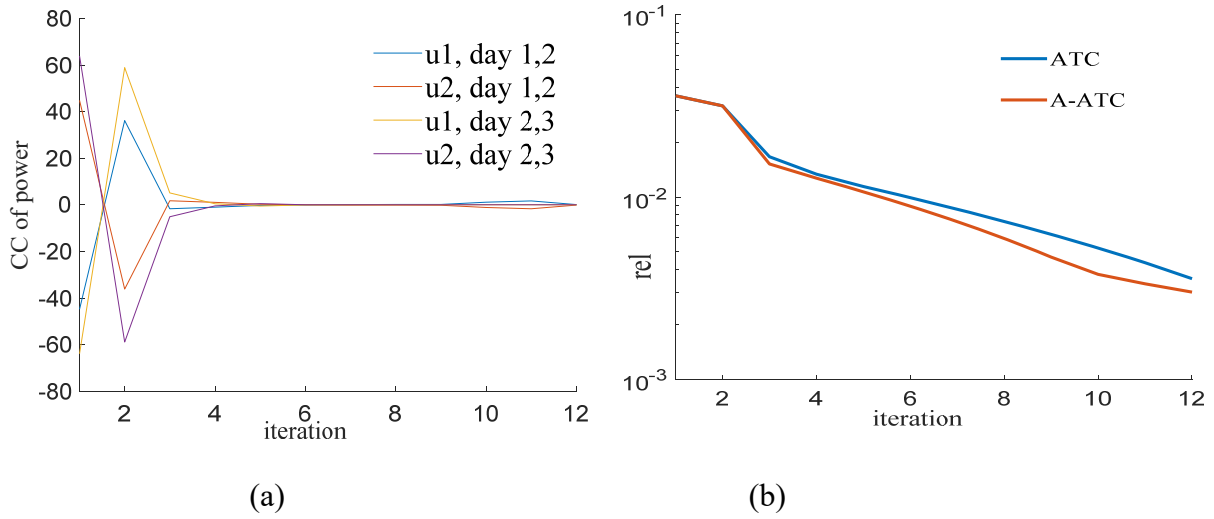 80
60
40
20
0
-20
-40
-60
-80
CC of power
u1, day 1,2
u2, day 1,2
u1, day 2,3
u2, day 2,3
2 4 6 8 10 12
iteration
(a)
10-1
10-2
10-3
rel
ATC
A-ATC
2 4 6 8 10 12
iteration
(b)